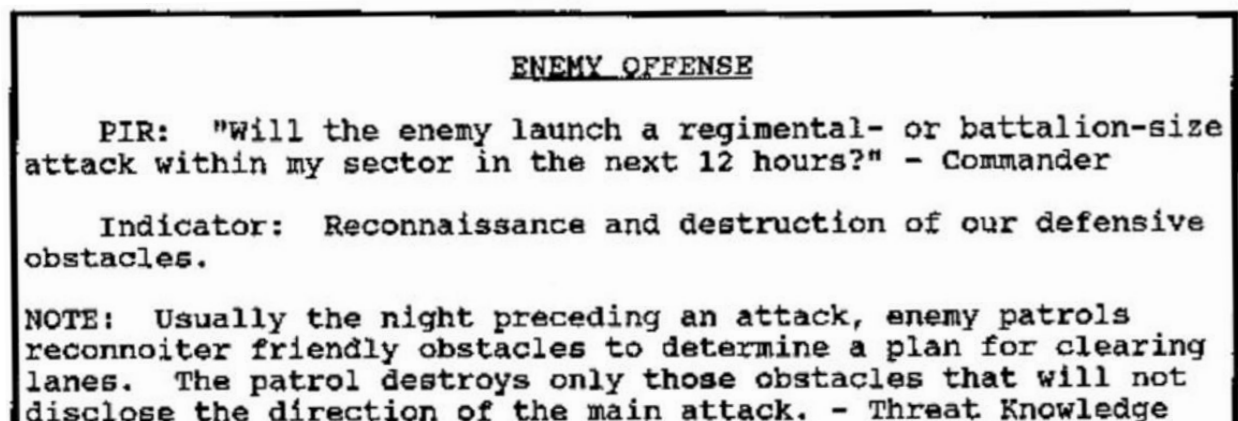 ENEMY OFFENSE
PIR: "Will the enemy launch a regimental- or battalion-size
attack within my sector in the next 12 hours?" - Commander
Indicator: Reconnaissance and destruction of our defensive
obstacles.
NOTE: Usually the night preceding an attack, enemy patrols
reconnoiter friendly obstacles to determine a plan for clearing
lanes. The patrol destroys only those obstacles that will not
disclose the direction of the main attack. - Threat Knowledge